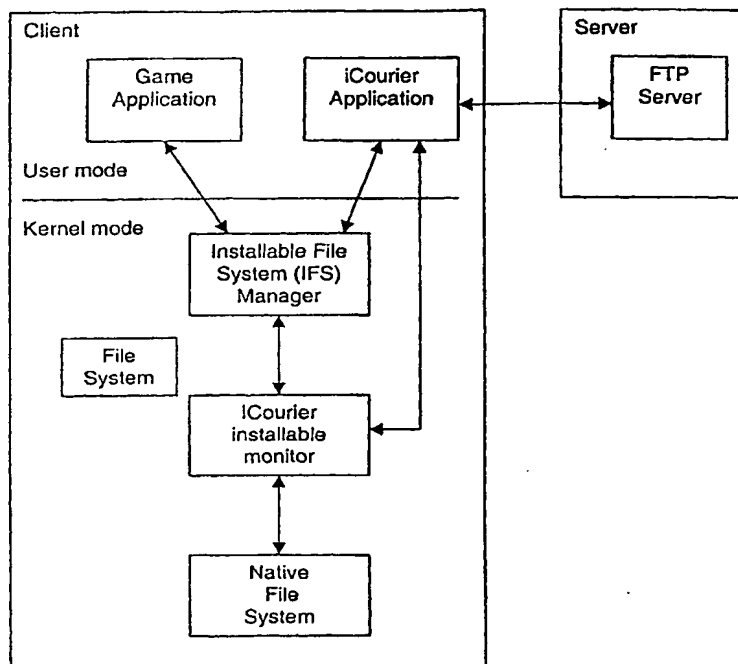 Client
Server
Game
Application
iCourier
Application
FTP
Server
User mode
Kernel mode
Installable File
System (IFS)
Manager
File
System
ICourier
installable
monitor
Native
File
System